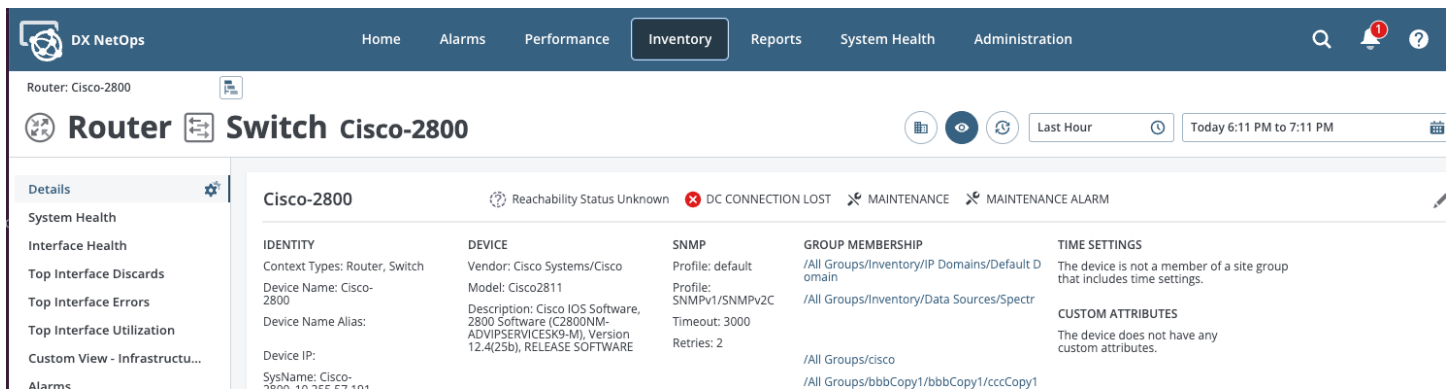 DX NetOps
Home Alarms Performance Inventory Reports System Health Administration
1
Router: Cisco-2800
Router Switch Cisco-2800
Last Hour
Today 6:11 PM to 7:11 PM
Details
System Health
Interface Health
Top Interface Discards
Top Interface Errors
Top Interface Utilization
Custom View - Infrastructu...
Alarms
Cisco-2800
Reachability Status Unknown DC CONNECTION LOST MAINTENANCE MAINTENANCE ALARM
IDENTITY
Context Types: Router, Switch
Device Name: Cisco-
2800
Device Name Alias:
Device IP:
SysName: Cisco-
2800-10.255.57.191
DEVICE
Vendor: Cisco Systems/Cisco
Model: Cisco2811
Description: Cisco IOS Software,
2800 Software (C2800NM-
ADVIPSERVICESK9-M), Version
12.4(25b), RELEASE SOFTWARE
SNMP
Profile: default
Profile:
SNMPv1/SNMPv2C
Timeout: 3000
Retries: 2
GROUP MEMBERSHIP
/All Groups/Inventory/IP Domains/Default D
omain
/All Groups/Inventory/Data Sources/Spectr
/All Groups/cisco
/All Groups/bbbCopy1/bbbCopy1/cccCopy1
TIME SETTINGS
The device is not a member of a site group
that includes time settings.
CUSTOM ATTRIBUTES
The device does not have any
custom attributes.